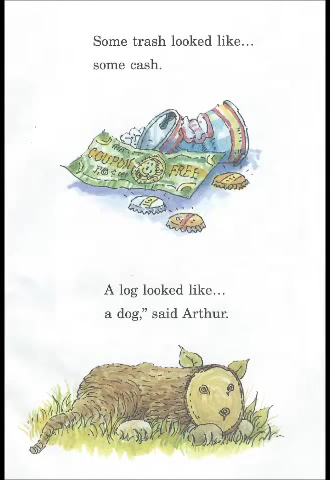 Some trash looked like...
some cash.
COUPON
FREE
A log looked like...
a dog," said Arthur.